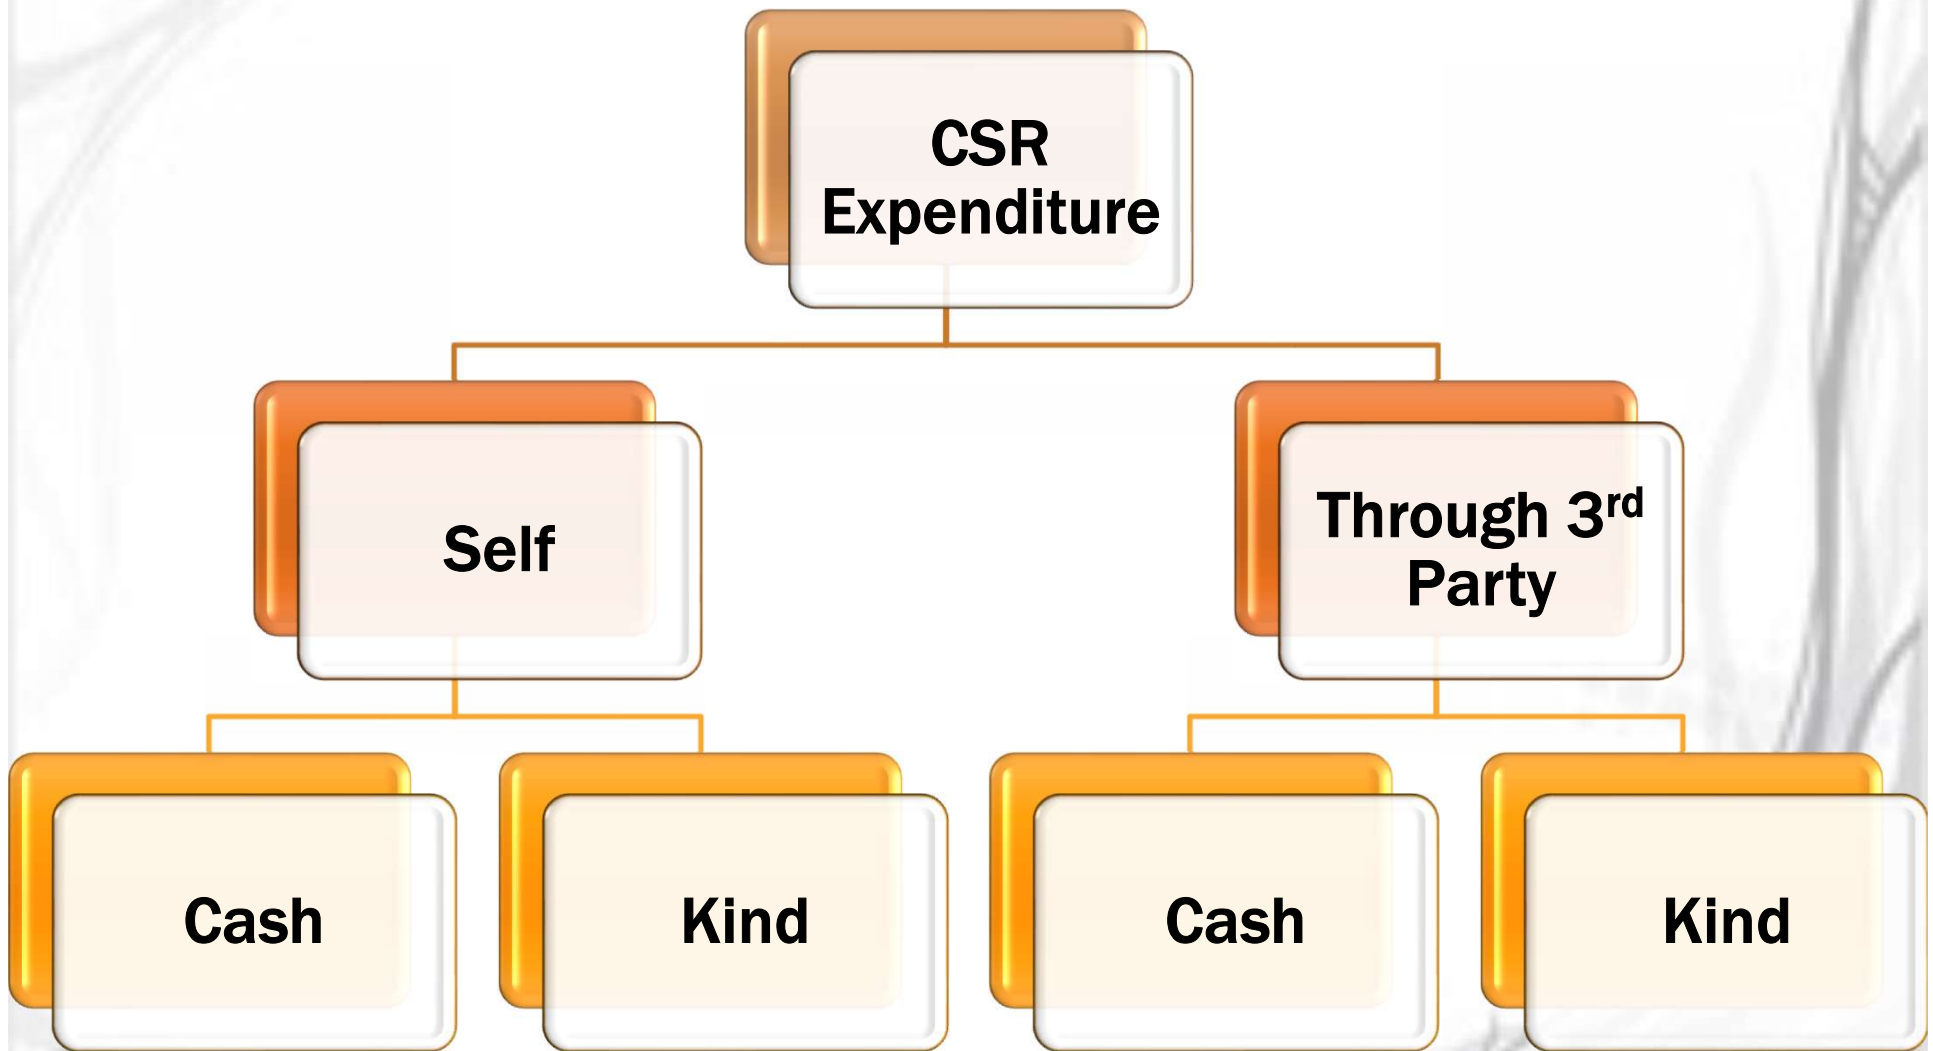 CSR
Expenditure
Self
Through 3rd
Party
Cash
Kind
Cash
Kind